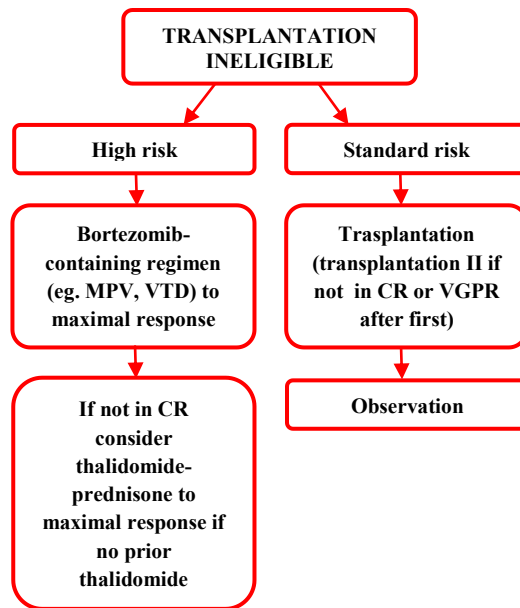 TRANSPLANTATION
INELIGIBLE
High risk
Standard risk
Bortezomib-
containing regimen
(eg. MPV, VTD) to
maximal response
Trasplantation
(transplantation II if
not in CR or VGPR
after first)
If not in CR
consider
thalidomide-
prednisone to
maximal response if
no prior
thalidomide
Observation